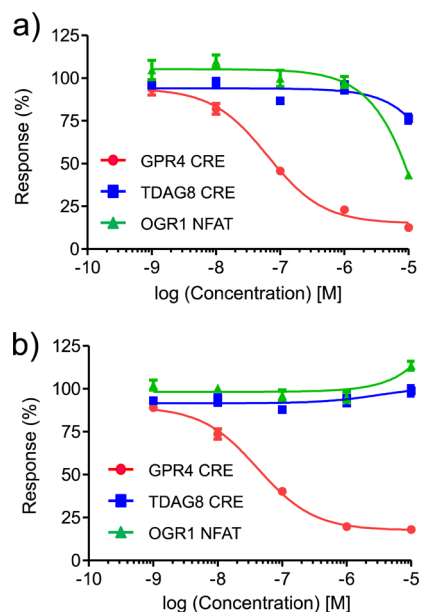 a)
125
100
75
50
25
0
Response (%)
GPR4 CRE
TDAG8 CRE
OGR1 NFAT
-10 -9 -8 -7 -6 -5
log (Concentration) [M]
b)
125
100
75
50
25
0
Response (%)
GPR4 CRE
TDAG8 CRE
OGR1 NFAT
-10 -9 -8 -7 -6 -5
log (Concentration) [M]